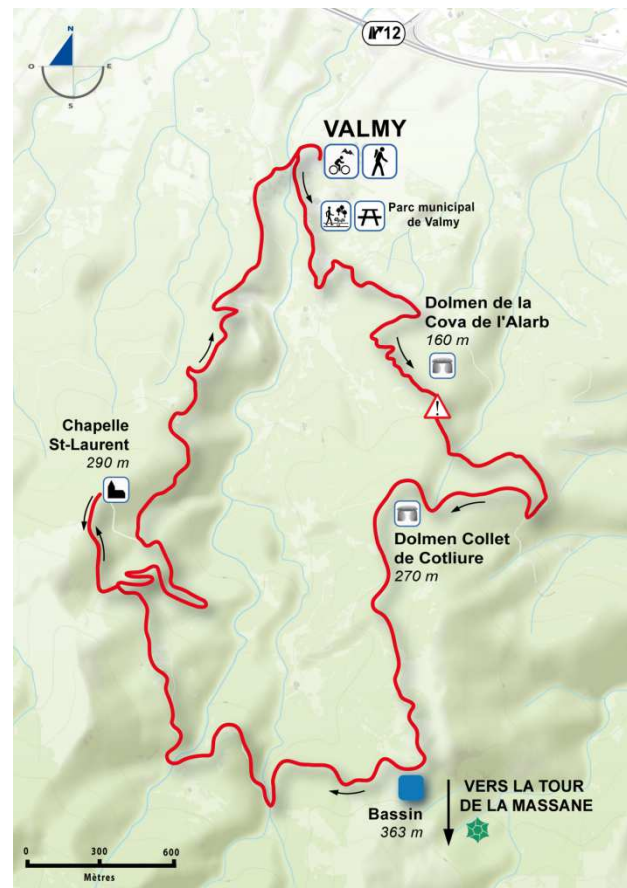 N
O
E
S
12
VALMY
Parc municipal
de Valmy
Dolmen de la
Cova de l'Alarb
160 m
!
Chapelle
St-Laurent
290 m
Dolmen Collet
de Cotliure
270 m
Bassin
363 m
VERS LA TOUR
DE LA MASSANE
0 300 600
Mètres